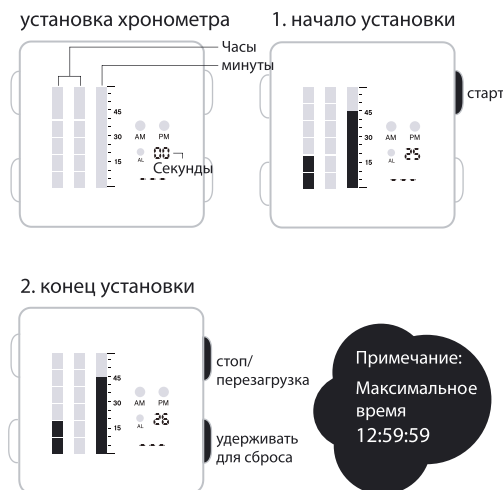 установка хронометра
Часы
минуты
45
30
15
AM PM
AL
00
Секунды
1. начало установки
старт
45
30
15
AM PM
AL
25
2. конец установки
стоп/
перезагрузка
45
30
15
AM PM
AL
26
удерживать
для сброса
Примечание:
Максимальное
время
12:59:59